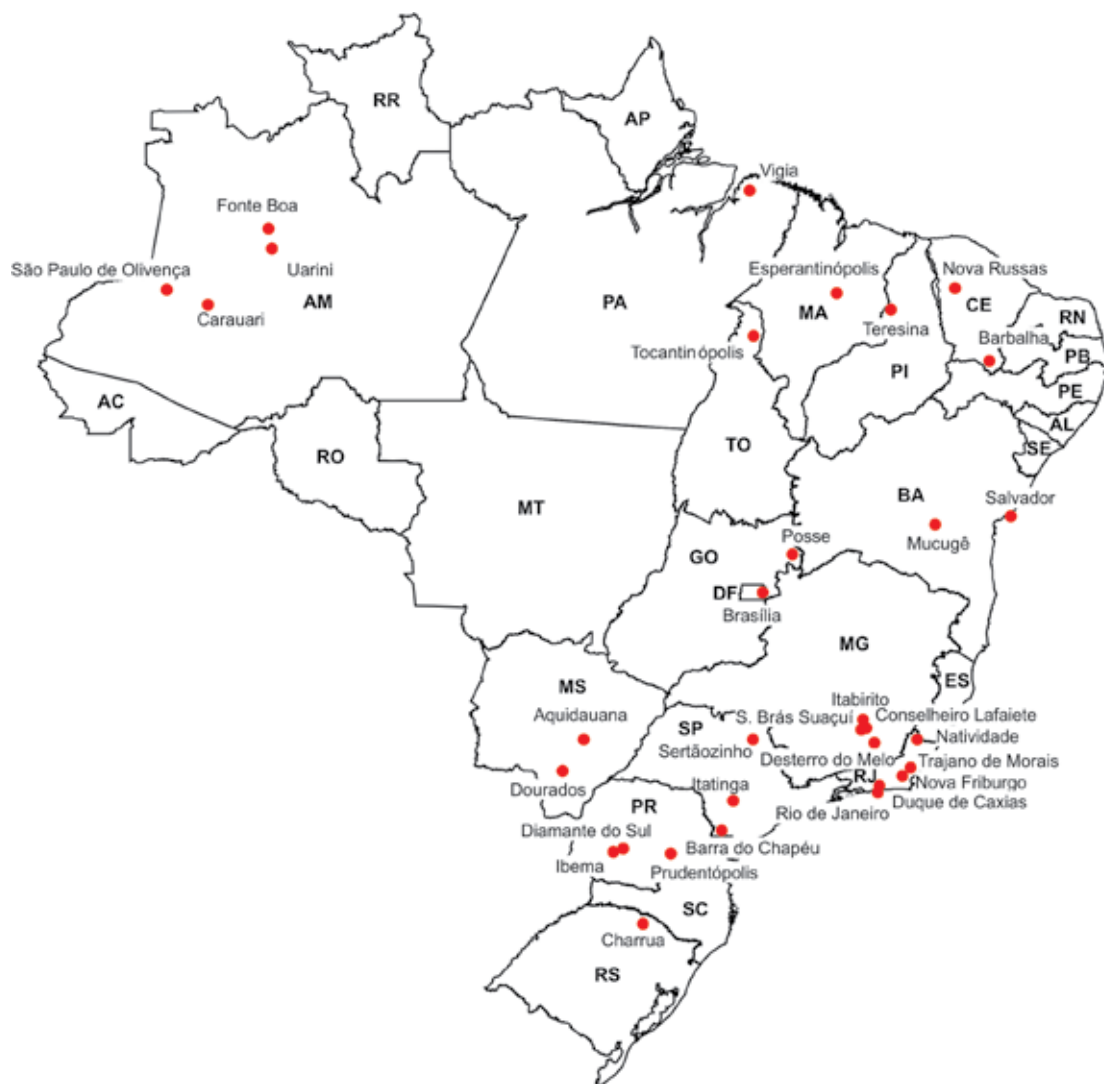 RR
AP
Vigia
Fonte Boa
Uarini
São Paulo de Olivença
Carauari
AM
PA
Esperantinópolis
MA
Teresina
Nova Russas
CE
RN
Barbalha
PB
PE
AL
SE
Tocantinópolis
PI
AC
RO
TO
MT
BA
Salvador
Mucugê
GO
Posse
DF
Brasília
MG
ES
MS
Aquidauana
Dourados
SP
Sertãozinho
Itabirito
S. Brás Suaçuí
Conselheiro Lafaiete
Natividade
Desterro do Melo
Trajano de Morais
RJ
Nova Friburgo
Duque de Caxias
Rio de Janeiro
Itatinga
PR
Diamante do Sul
Barra do Chapéu
Ibema
Prudentópolis
SC
Charrua
RS